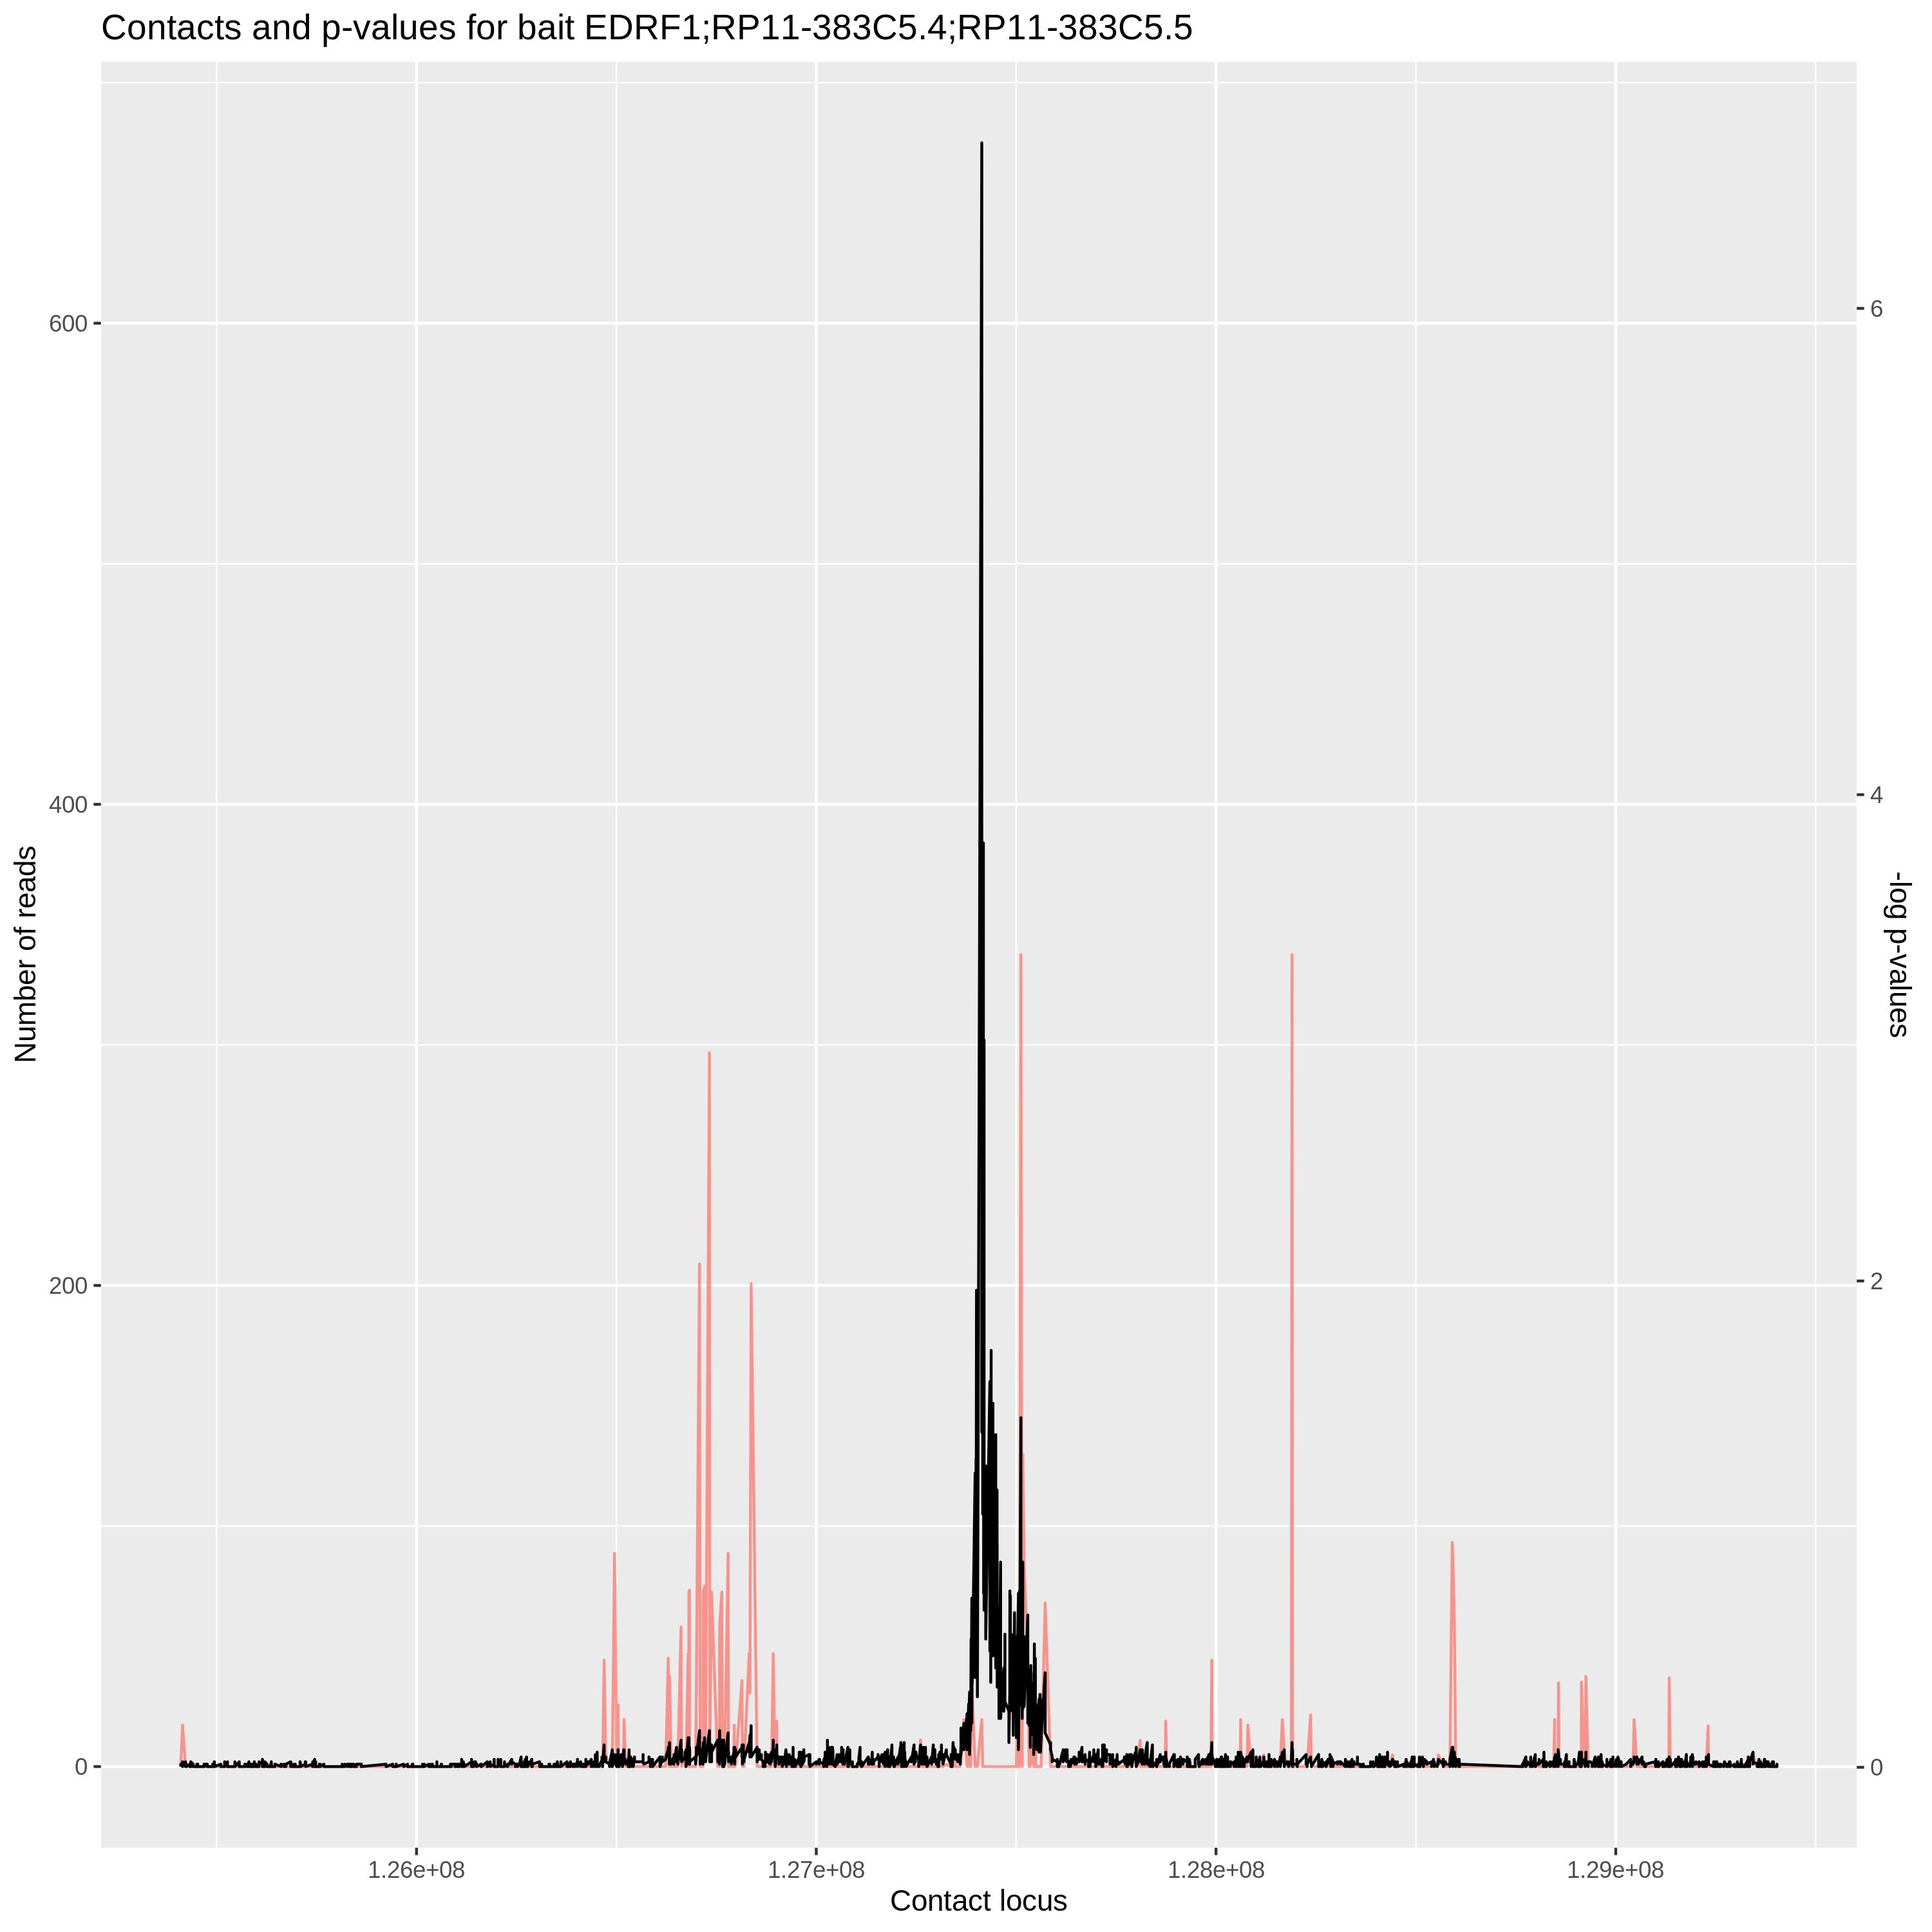 Contacts and p-values for bait EDRF1;RP11-383C5.4;RP11-383C5.5
600
400
200
0
Number of reads
6
4
2
0
-log p-values
1.26e+08
1.27e+08
1.28e+08
1.29e+08
Contact locus